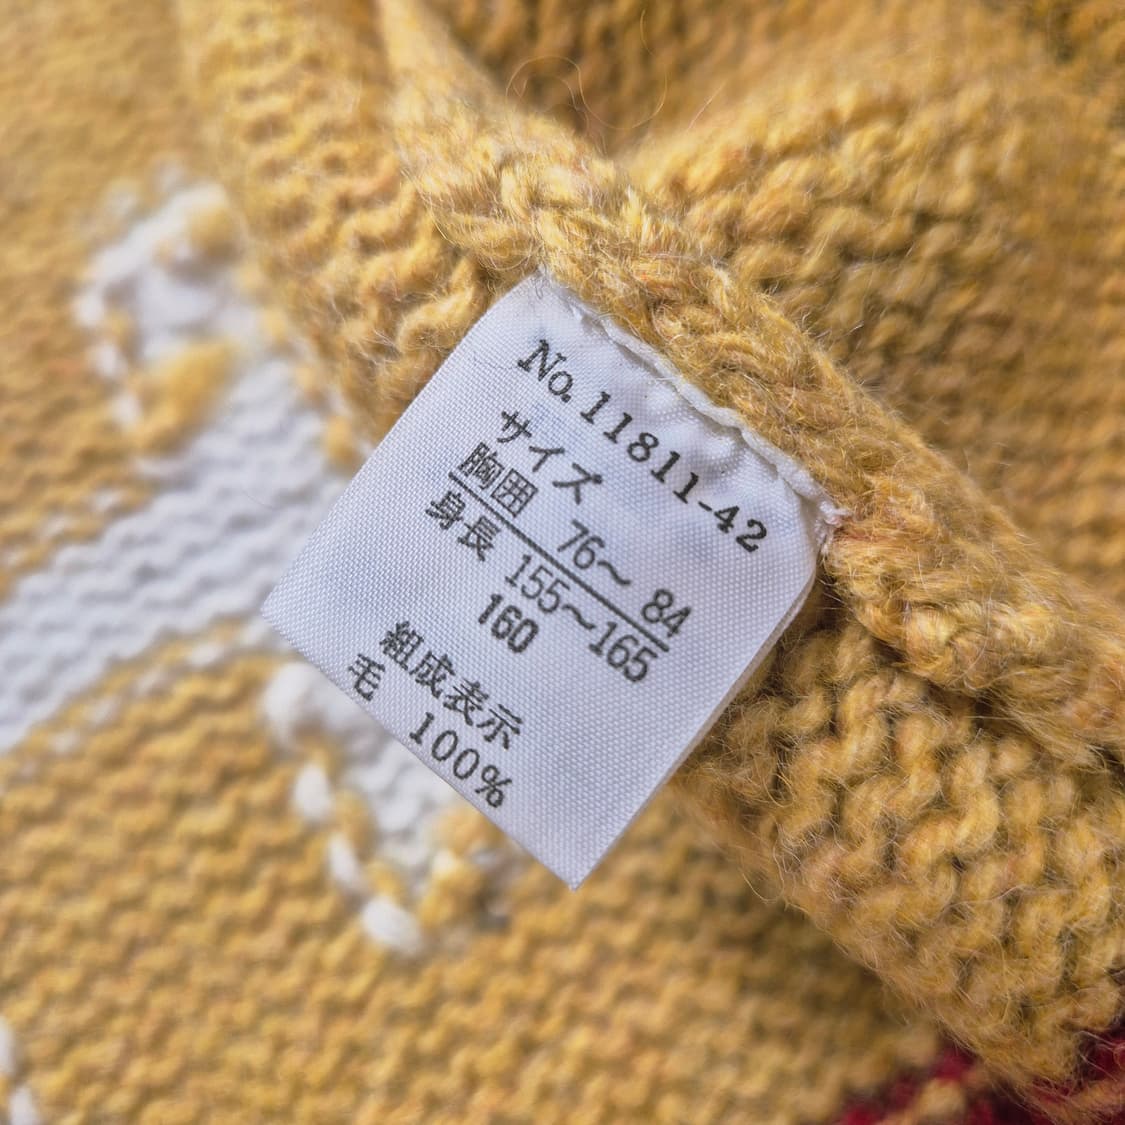 No. 11811-42
サイズ
胸囲 76〜84
身長 155〜165
160
組成表示
毛 100%